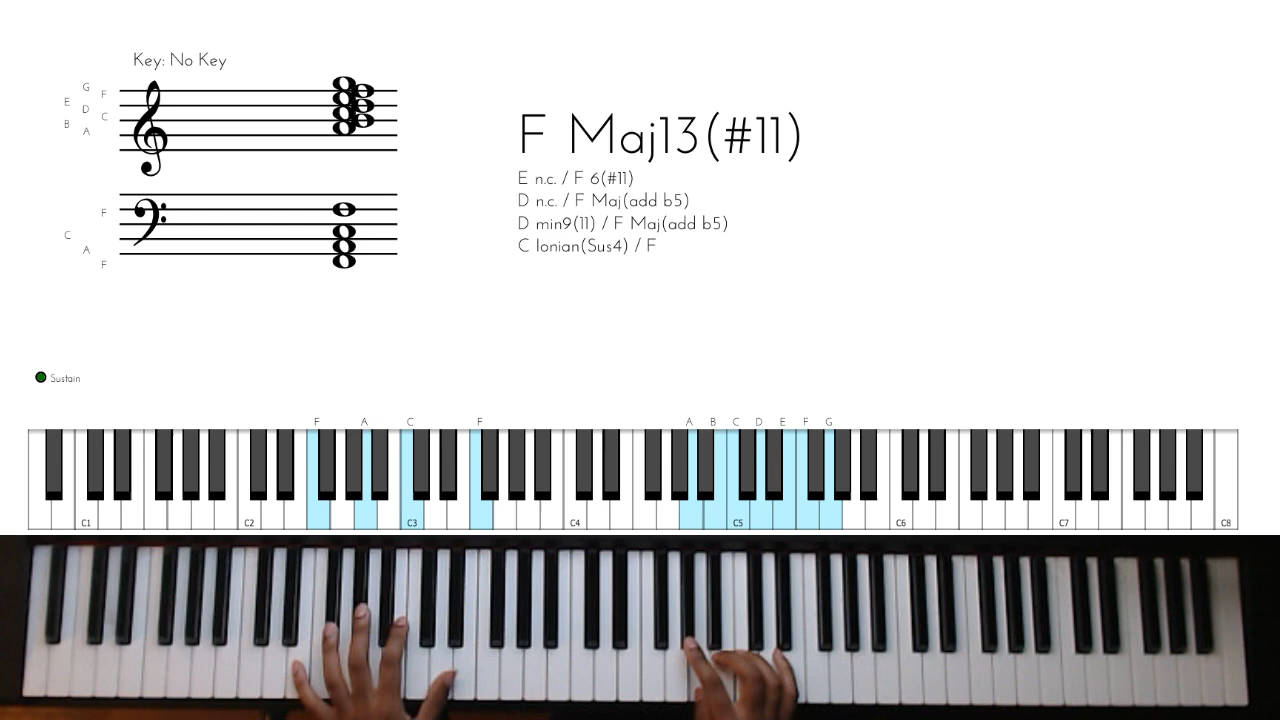 Key: No Key
G
F
E
D
C
B
A
F
C
A
F
F Maj13(#11)
E n.c. / F 6(#11)
D n.c. / F Maj(add b5)
D min9(11) / F Maj(add b5)
C Ionian(Sus4) / F
Sustain
F A C F A B C D E F G
C1 C2 C3 C4 C5 C6 C7 C8